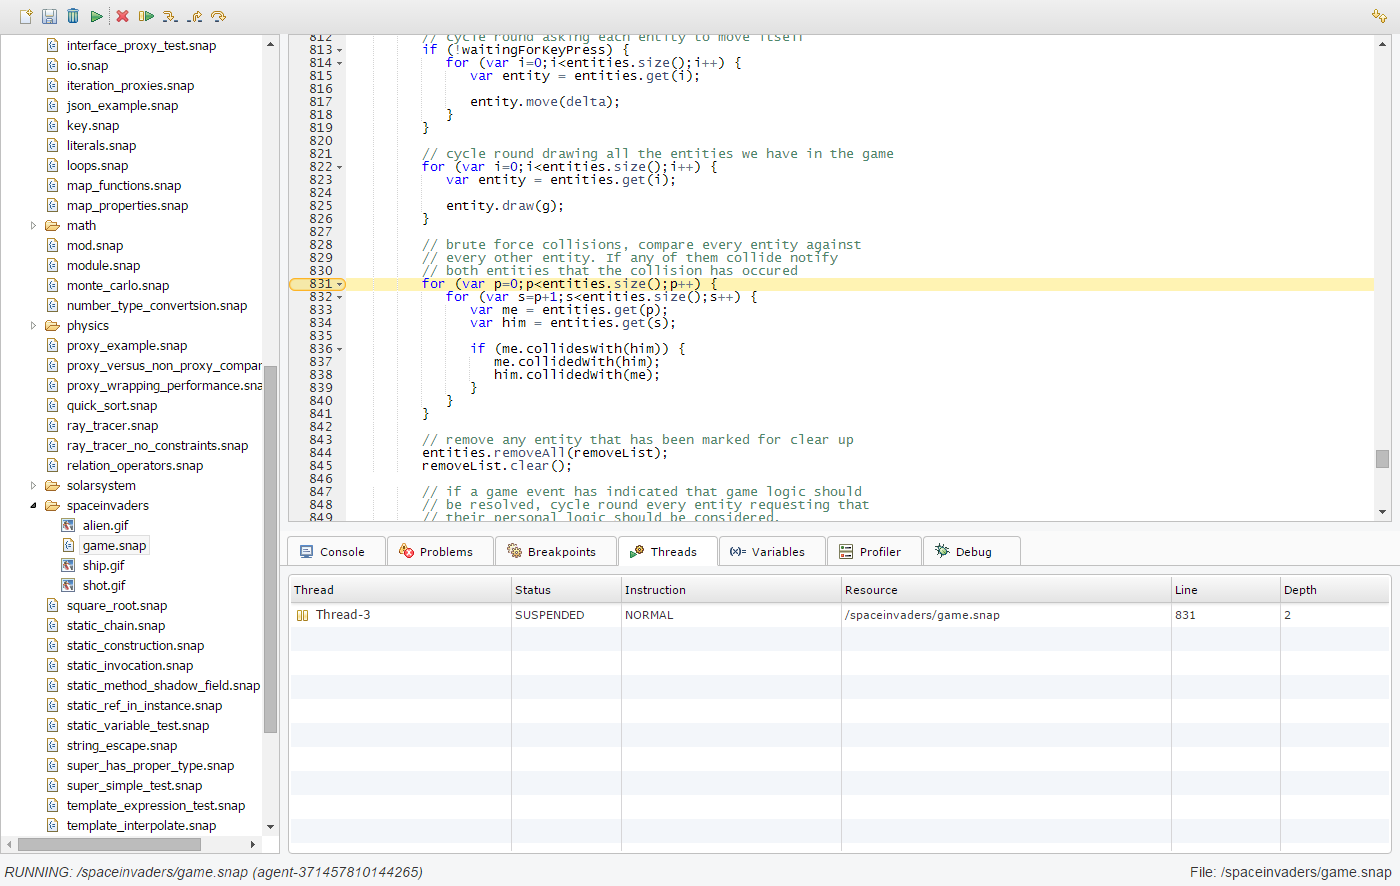 interface_proxy_test.snap
io.snap
iteration_proxies.snap
json_example.snap
key.snap
literals.snap
loops.snap
map_functions.snap
map_properties.snap
math
mod.snap
module.snap
monte_carlo.snap
number_type_convertsion.snap
physics
proxy_example.snap
proxy_versus_non_proxy_compar
proxy_wrapping_performance.sna
quick_sort.snap
ray_tracer.snap
ray_tracer_no_constraints.snap
relation_operators.snap
solarsystem
spaceinvaders
alien.gif
game.snap
ship.gif
shot.gif
square_root.snap
static_chain.snap
static_construction.snap
static_invocation.snap
static_method_shadow_field.snap
static_ref_in_instance.snap
static_variable_test.snap
string_escape.snap
super_has_proper_type.snap
super_simple_test.snap
template_expression_test.snap
template_interpolate.snap
812 // cycle round asking each entity to move itself
813 if (!waitingForKeyPress) {
814 for (var i=0;i<entities.size();i++) {
815 var entity = entities.get(i);
816
817 entity.move(delta);
818 }
819 }
820
821 // cycle round drawing all the entities we have in the game
822 for (var i=0;i<entities.size();i++) {
823 var entity = entities.get(i);
824
825 entity.draw(g);
826 }
827
828 // brute force collisions, compare every entity against
829 // every other entity. If any of them collide notify
830 // both entities that the collision has occured
831 for (var p=0;p<entities.size();p++) {
832 for (var s=p+1;s<entities.size();s++) {
833 var me = entities.get(p);
834 var him = entities.get(s);
835
836 if (me.collidesWith(him)) {
837 me.collidedWith(him);
838 him.collidedWith(me);
839 }
840 }
841 }
842
843 // remove any entity that has been marked for clear up
844 entities.removeAll(removeList);
845 removeList.clear();
846
847 // if a game event has indicated that game logic should
848 // be resolved, cycle round every entity requesting that
849 // their personal logic should be considered.
Console Problems Breakpoints Threads (x)= Variables Profiler Debug
Thread Status Instruction Resource Line Depth
Thread-3 SUSPENDED NORMAL /spaceinvaders/game.snap 831 2
RUNNING: /spaceinvaders/game.snap (agent-371457810144265) File: /spaceinvaders/game.snap